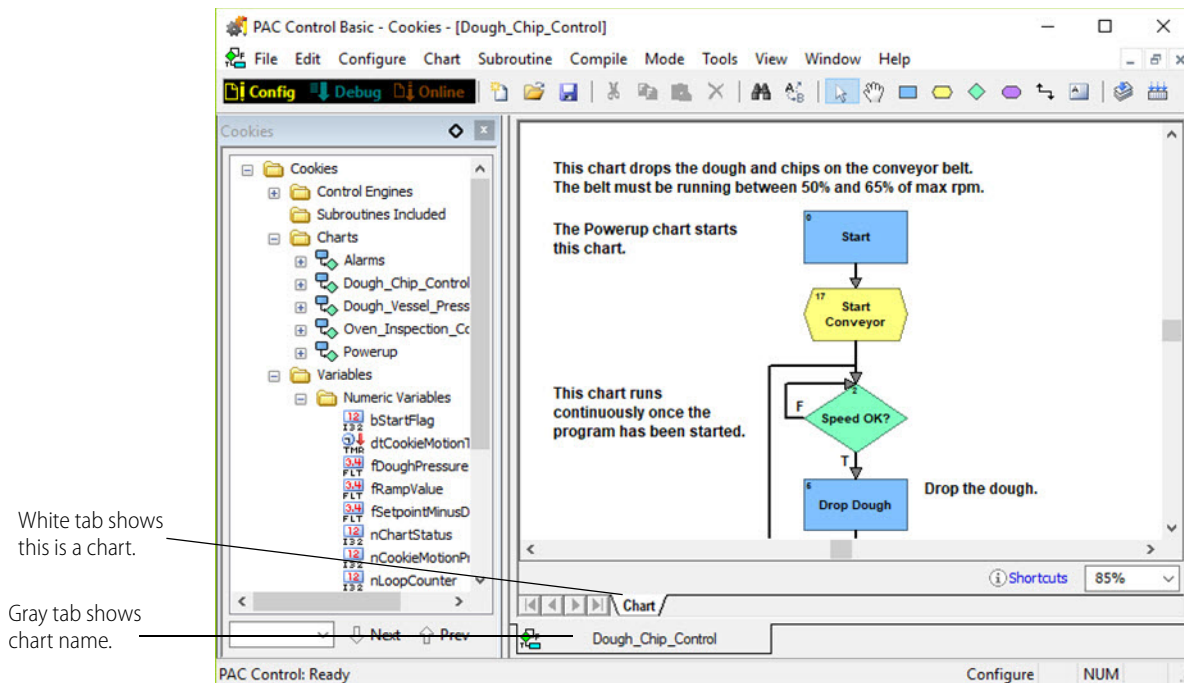 PAC Control Basic - Cookies - [Dough_Chip_Control]
File Edit Configure Chart Subroutine Compile Mode Tools View Window Help
Config Debug Online
Cookies
Cookies
Control Engines
Subroutines Included
Charts
Alarms
Dough_Chip_Control
Dough_Vessel_Press
Oven_Inspection_Cc
Powerup
Variables
Numeric Variables
bStartFlag
dtCookieMotionT
fDoughPressure
fRampValue
fSetpointMinusD
nChartStatus
nCookieMotionPr
nLoopCounter
Next Prev
This chart drops the dough and chips on the conveyor belt.
The belt must be running between 50% and 65% of max rpm.
The Powerup chart starts
this chart.
0
Start
17
Start
Conveyor
This chart runs
continuously once the
program has been started.
2
F
Speed OK?
T
6
Drop Dough
Drop the dough.
Shortcuts 85%
Chart
Dough_Chip_Control
PAC Control: Ready
Configure NUM
White tab shows
this is a chart.
Gray tab shows
chart name.